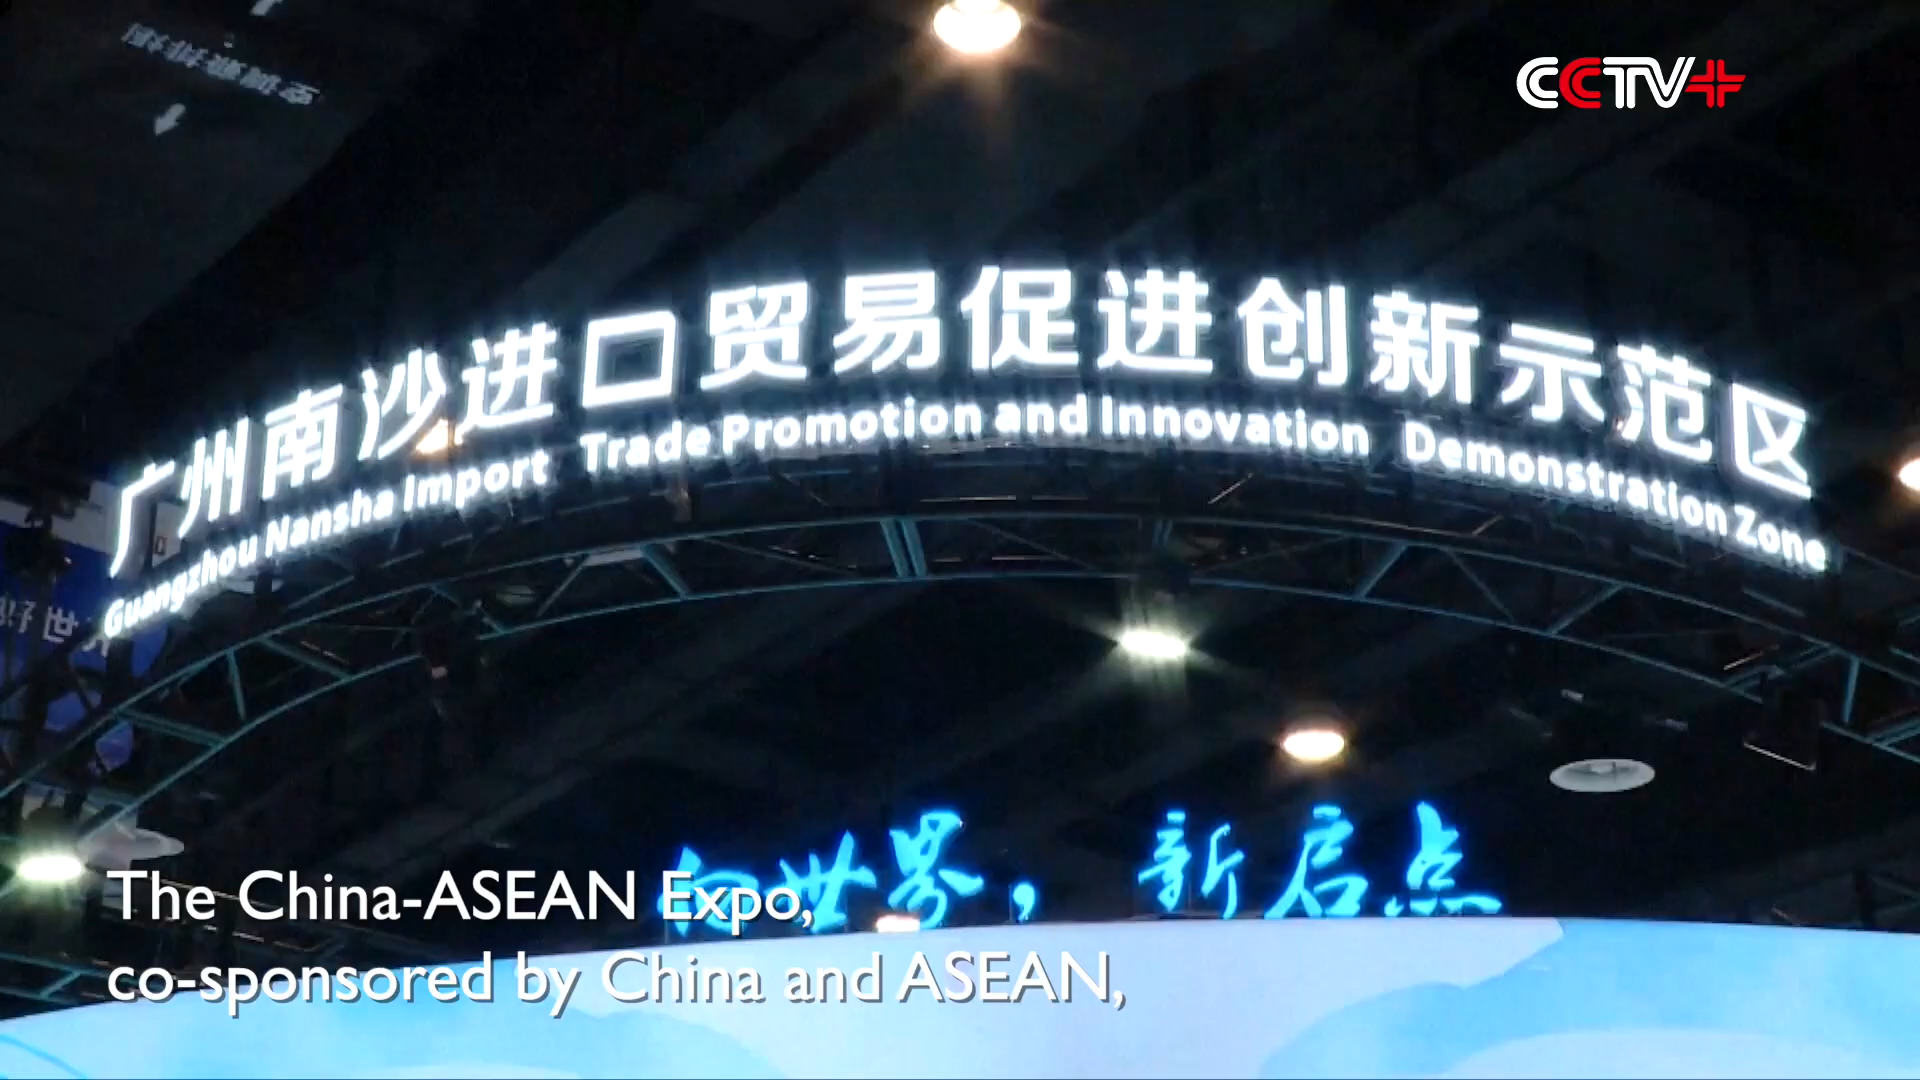 CCTV+
广州南沙进口贸易促进创新示范区
Guangzhou Nansha Import Trade Promotion and Innovation Demonstration Zone
向世界，新启点
The China-ASEAN Expo,
co-sponsored by China and ASEAN,